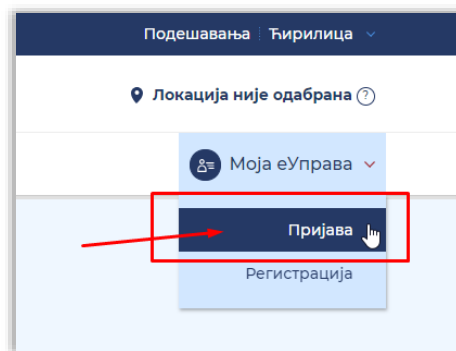 Подешавања Ћирилица
Локација није одабрана ?
Моја еУправа
Пријава
Регистрација